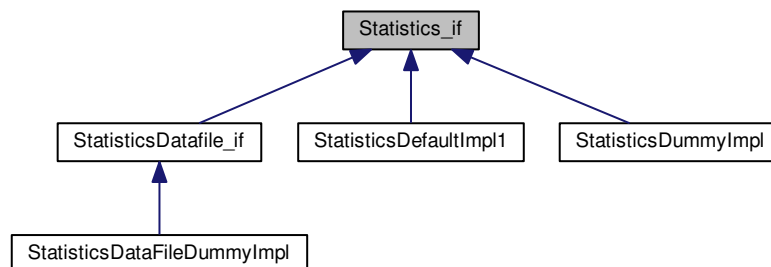 Statistics_if
StatisticsDatafile_if
StatisticsDefaultImpl1
StatisticsDummyImpl
StatisticsDataFileDummyImpl